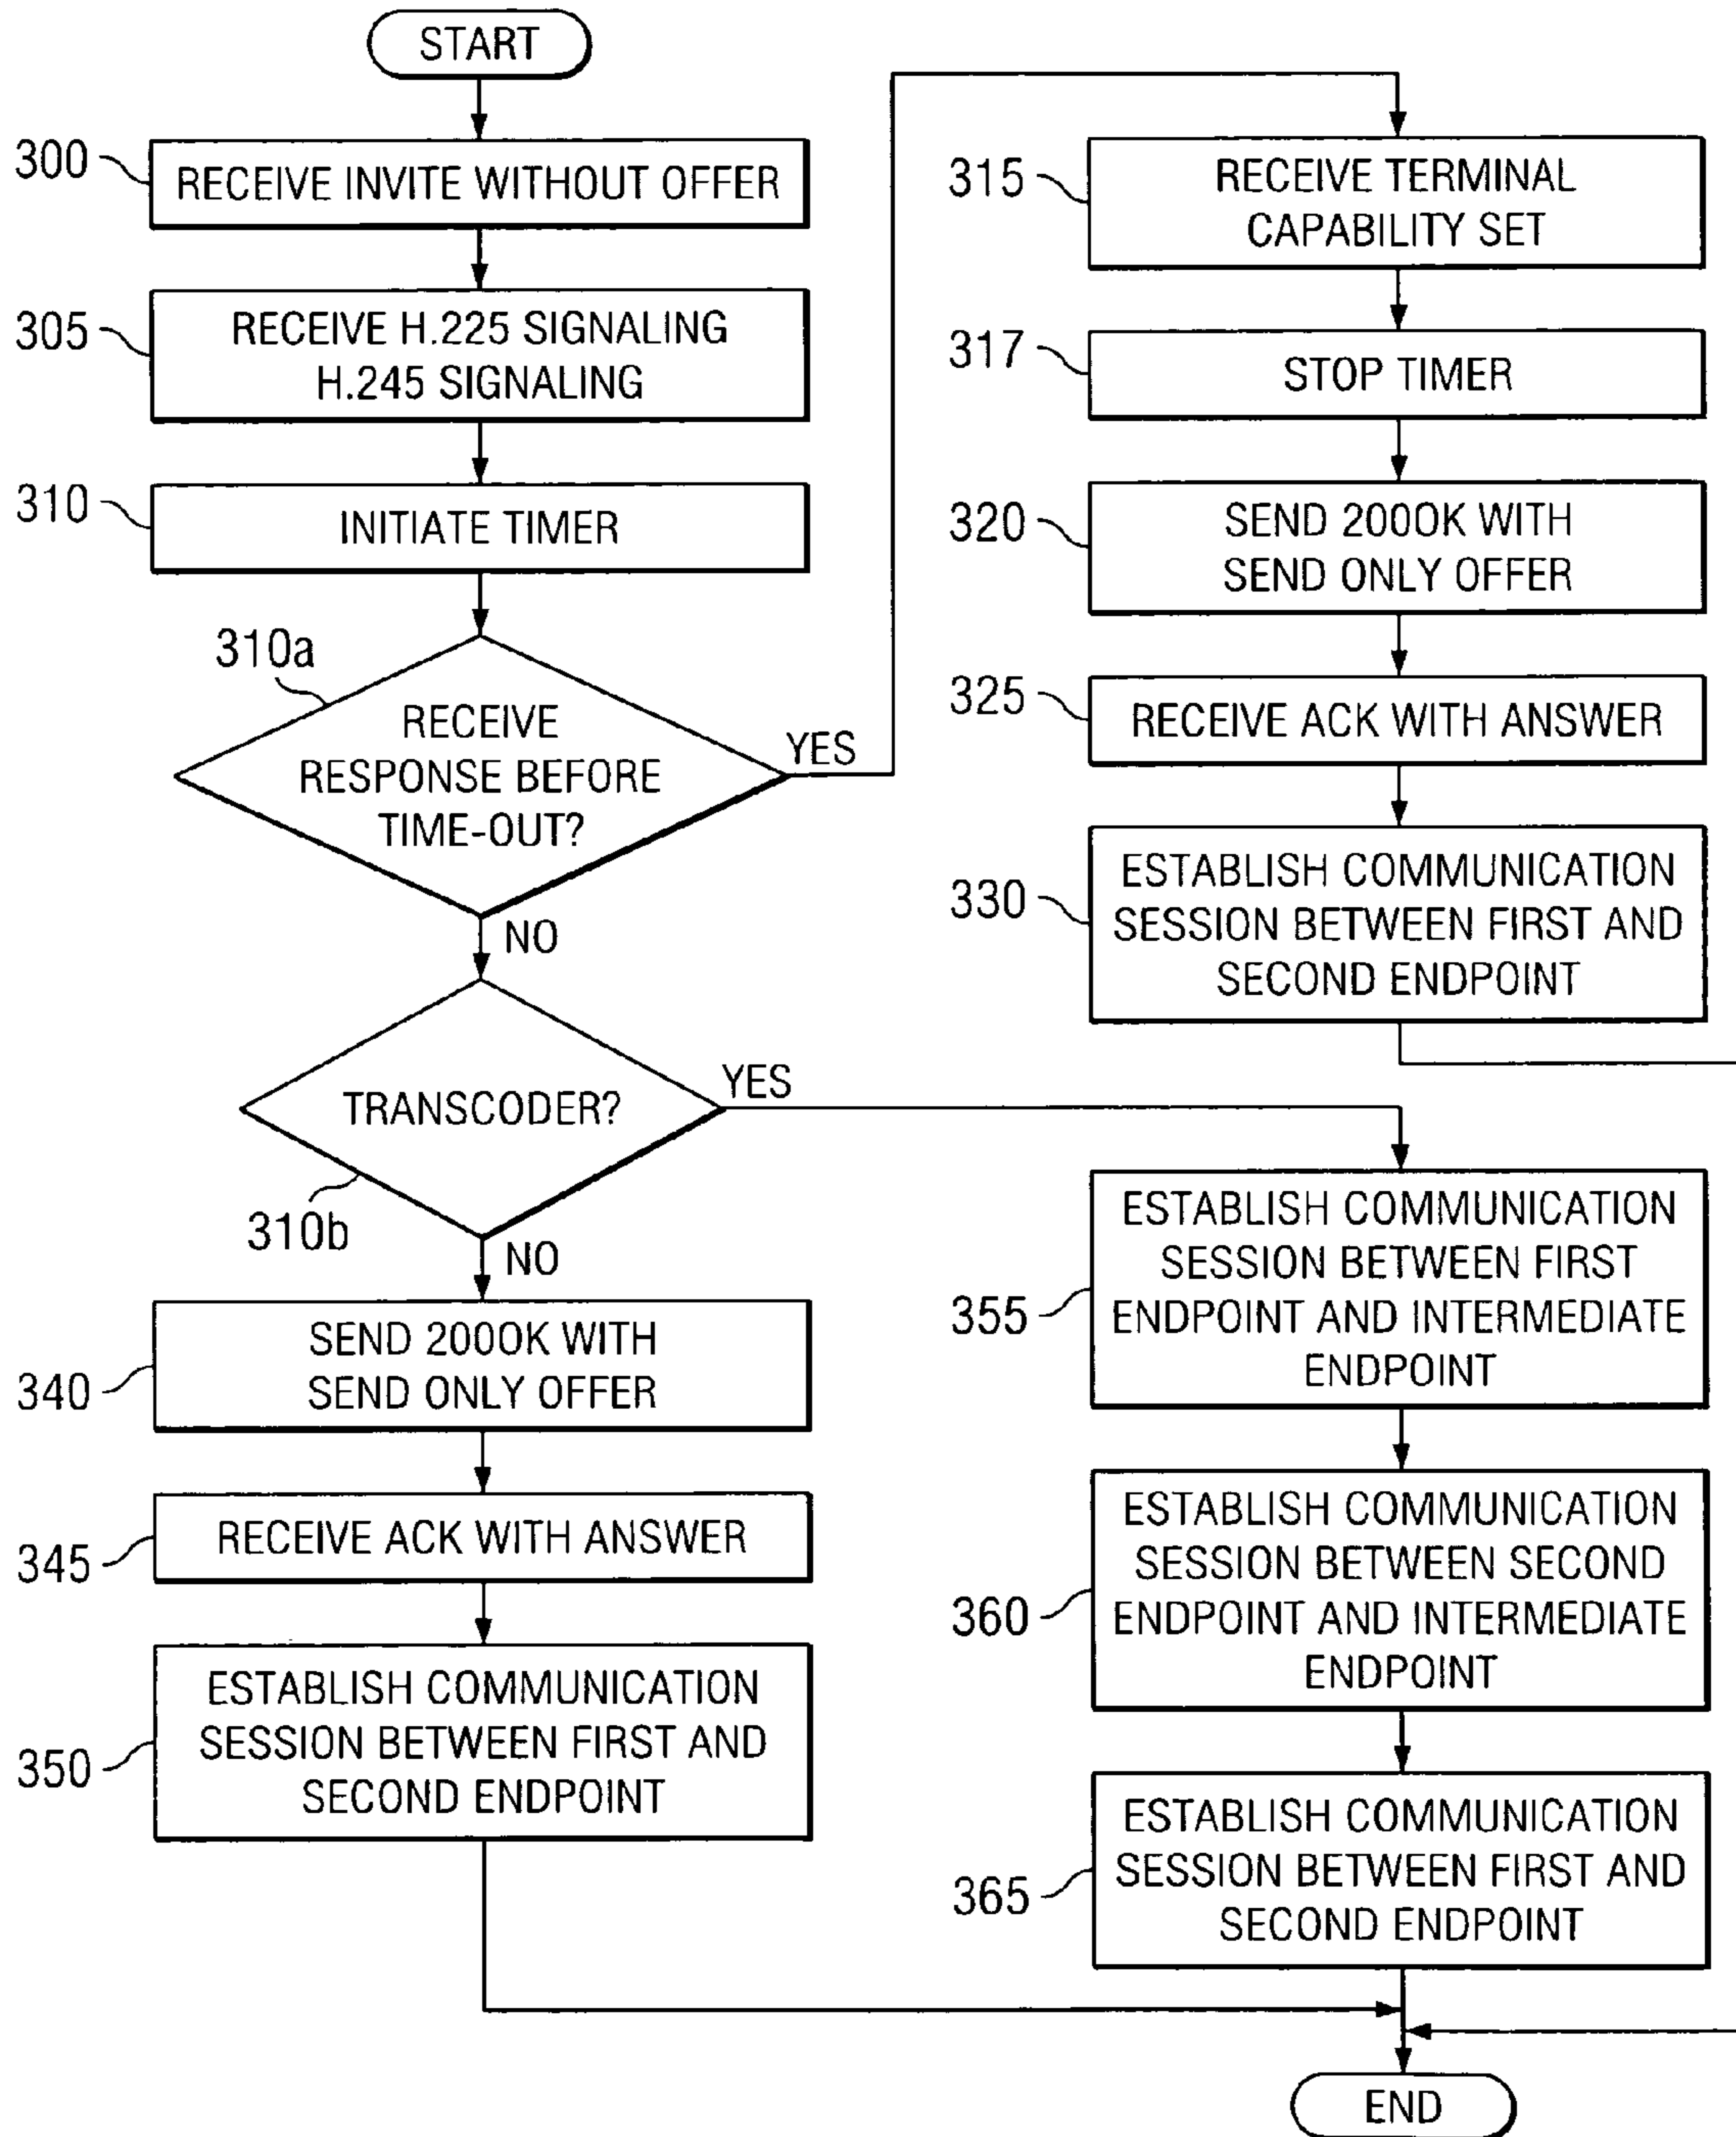 START
300
RECEIVE INVITE WITHOUT OFFER
305
RECEIVE H.225 SIGNALING
H.245 SIGNALING
310
INITIATE TIMER
310a
RECEIVE
RESPONSE BEFORE
TIME-OUT?
YES
NO
TRANSCODER?
YES
310b
NO
340
SEND 200OK WITH
SEND ONLY OFFER
345
RECEIVE ACK WITH ANSWER
350
ESTABLISH COMMUNICATION
SESSION BETWEEN FIRST AND
SECOND ENDPOINT
315
RECEIVE TERMINAL
CAPABILITY SET
317
STOP TIMER
320
SEND 200OK WITH
SEND ONLY OFFER
325
RECEIVE ACK WITH ANSWER
330
ESTABLISH COMMUNICATION
SESSION BETWEEN FIRST AND
SECOND ENDPOINT
355
ESTABLISH COMMUNICATION
SESSION BETWEEN FIRST
ENDPOINT AND INTERMEDIATE
ENDPOINT
360
ESTABLISH COMMUNICATION
SESSION BETWEEN SECOND
ENDPOINT AND INTERMEDIATE
ENDPOINT
365
ESTABLISH COMMUNICATION
SESSION BETWEEN FIRST AND
SECOND ENDPOINT
END